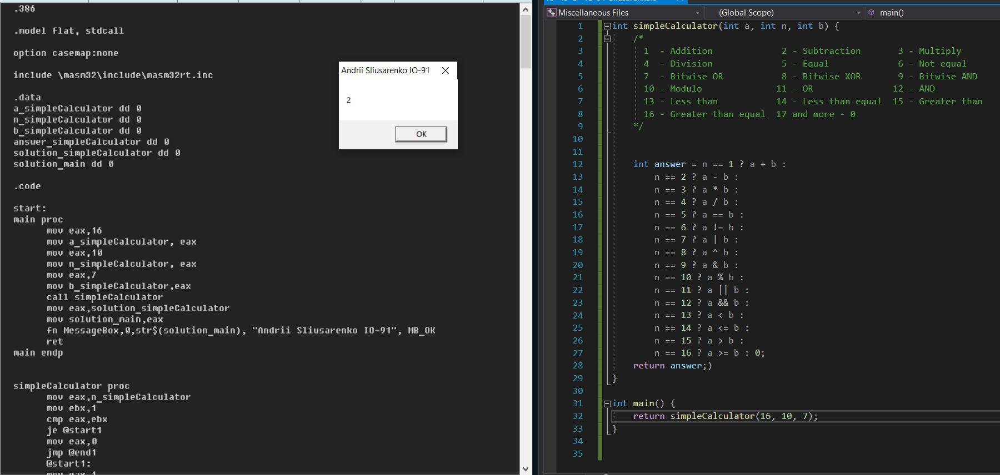 .386
.model flat, stdcall
option casemap:none
include \masm32\include\masm32rt.inc
.data
a_simpleCalculator dd 0
n_simpleCalculator dd 0
b_simpleCalculator dd 0
answer_simpleCalculator dd 0
solution_simpleCalculator dd 0
solution_main dd 0
.code
start:
main proc
mov eax,16
mov a_simpleCalculator, eax
mov eax,10
mov n_simpleCalculator, eax
mov eax,7
mov b_simpleCalculator,eax
call simpleCalculator
mov eax,solution_simpleCalculator
mov solution_main,eax
fn MessageBox,0,str$(solution_main), "Andrii Sliusarenko IO-91", MB_OK
ret
main endp
simpleCalculator proc
mov eax,n_simpleCalculator
mov ebx,1
cmp eax,ebx
je @start1
mov eax,0
jmp @end1
@start1:
mov eax,1
Andrii Sliusarenko IO-91
2
OK
Miscellaneous Files (Global Scope) main()
1 int simpleCalculator(int a, int n, int b) {
2 /*
3 1 - Addition 2 - Subtraction 3 - Multiply
4 4 - Division 5 - Equal 6 - Not equal
5 7 - Bitwise OR 8 - Bitwise XOR 9 - Bitwise AND
6 10 - Modulo 11 - OR 12 - AND
7 13 - Less than 14 - Less than equal 15 - Greater than
8 16 - Greater than equal 17 and more - 0
9 */
10
11
12 int answer = n == 1 ? a + b :
13 n == 2 ? a - b :
14 n == 3 ? a * b :
15 n == 4 ? a / b :
16 n == 5 ? a == b :
17 n == 6 ? a != b :
18 n == 7 ? a | b :
19 n == 8 ? a ^ b :
20 n == 9 ? a & b :
21 n == 10 ? a % b :
22 n == 11 ? a || b :
23 n == 12 ? a && b :
24 n == 13 ? a < b :
25 n == 14 ? a <= b :
26 n == 15 ? a > b :
27 n == 16 ? a >= b : 0;
28 return answer;)
29 }
30
31 int main() {
32 return simpleCalculator(16, 10, 7);
33 }
34
35